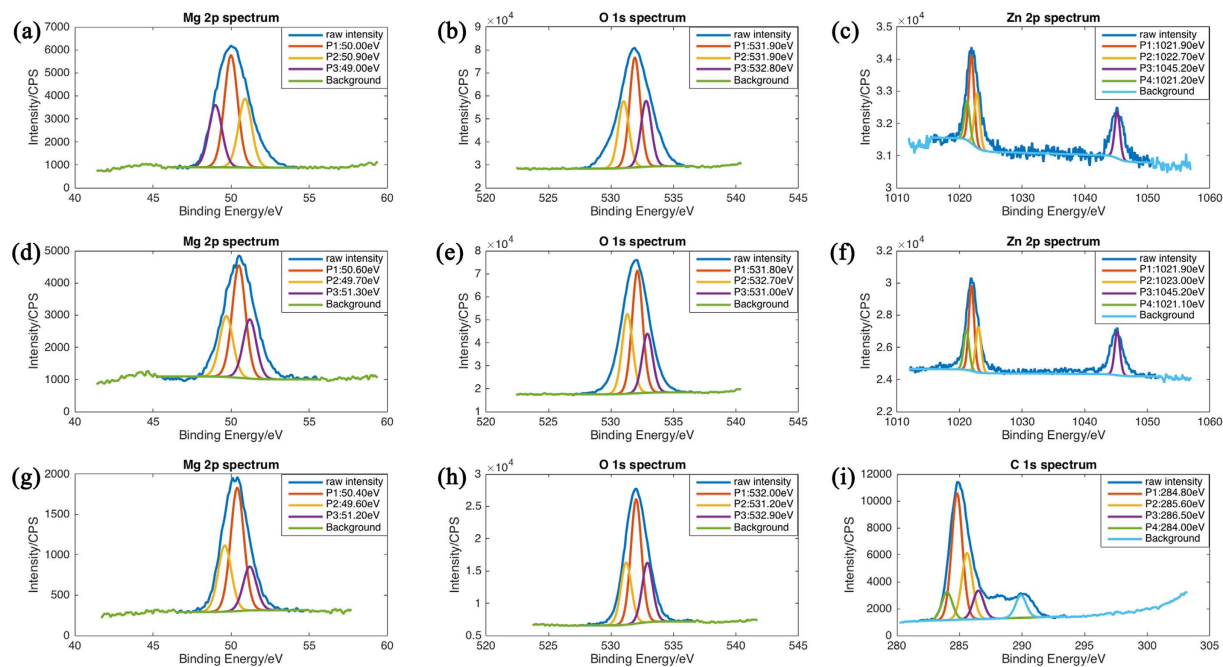 (a)
Mg 2p spectrum
raw intensity
P1:50.00eV
P2:50.90eV
P3:49.00eV
Background
Intensity/CPS
7000
6000
5000
4000
3000
2000
1000
0
40 45 50 55 60
Binding Energy/eV
(b)
O 1s spectrum
raw intensity
P1:531.90eV
P2:531.90eV
P3:532.80eV
Background
Intensity/CPS
× 10⁴
9
8
7
6
5
4
3
2
520 525 530 535 540 545
Binding Energy/eV
(c)
Zn 2p spectrum
raw intensity
P1:1021.90eV
P2:1022.70eV
P3:1045.20eV
P4:1021.20eV
Background
Intensity/CPS
× 10⁴
3.5
3.4
3.3
3.2
3.1
3
1010 1020 1030 1040 1050 1060
Binding Energy/eV
(d)
Mg 2p spectrum
raw intensity
P1:50.60eV
P2:49.70eV
P3:51.30eV
Background
Intensity/CPS
5000
4000
3000
2000
1000
0
40 45 50 55 60
Binding Energy/eV
(e)
O 1s spectrum
raw intensity
P1:531.80eV
P2:532.70eV
P3:531.00eV
Background
Intensity/CPS
× 10⁴
8
7
6
5
4
3
2
1
520 525 530 535 540 545
Binding Energy/eV
(f)
Zn 2p spectrum
raw intensity
P1:1021.90eV
P2:1023.00eV
P3:1045.20eV
P4:1021.10eV
Background
Intensity/CPS
× 10⁴
3.2
3
2.8
2.6
2.4
2.2
1010 1020 1030 1040 1050 1060
Binding Energy/eV
(g)
Mg 2p spectrum
raw intensity
P1:50.40eV
P2:49.60eV
P3:51.20eV
Background
Intensity/CPS
2000
1500
1000
500
0
40 45 50 55 60
Binding Energy/eV
(h)
O 1s spectrum
raw intensity
P1:532.00eV
P2:531.20eV
P3:532.90eV
Background
Intensity/CPS
× 10⁴
3
2.5
2
1.5
1
0.5
520 525 530 535 540 545
Binding Energy/eV
(i)
C 1s spectrum
raw intensity
P1:284.80eV
P2:285.60eV
P3:286.50eV
P4:284.00eV
Background
Intensity/CPS
12000
10000
8000
6000
4000
2000
0
280 285 290 295 300 305
Binding Energy/eV